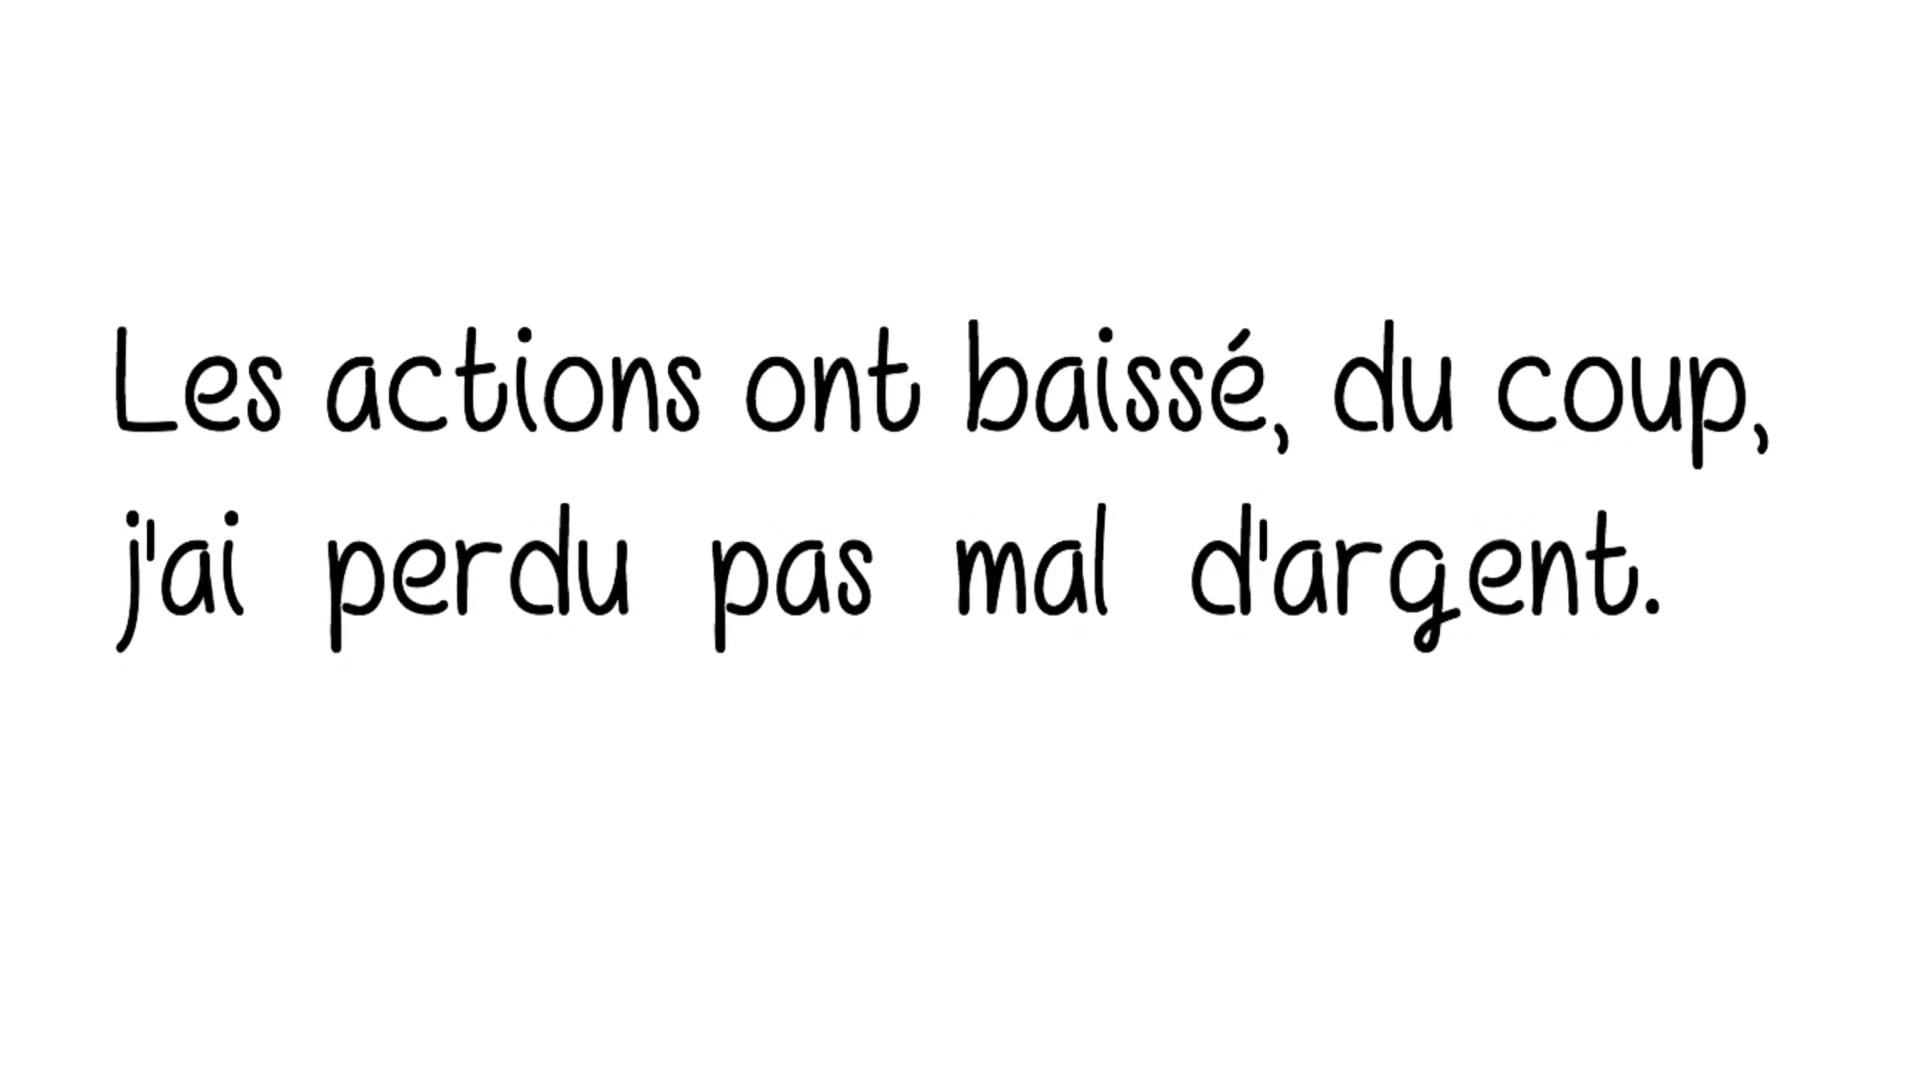 Les actions ont baissé, du coup,
j'ai perdu pas mal d'argent.